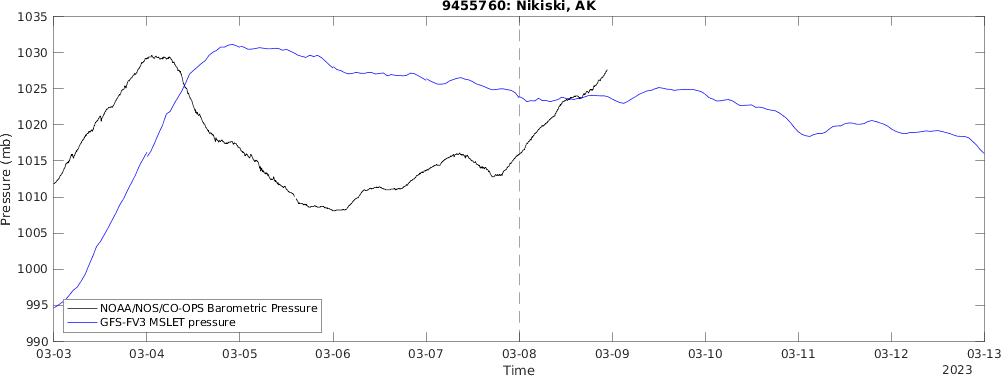 9455760: Nikiski, AK
1035
1030
1025
1020
1015
1010
1005
1000
995
990
Pressure (mb)
NOAA/NOS/CO-OPS Barometric Pressure
GFS-FV3 MSLET pressure
03-03 03-04 03-05 03-06 03-07 03-08 03-09 03-10 03-11 03-12 03-13
Time
2023